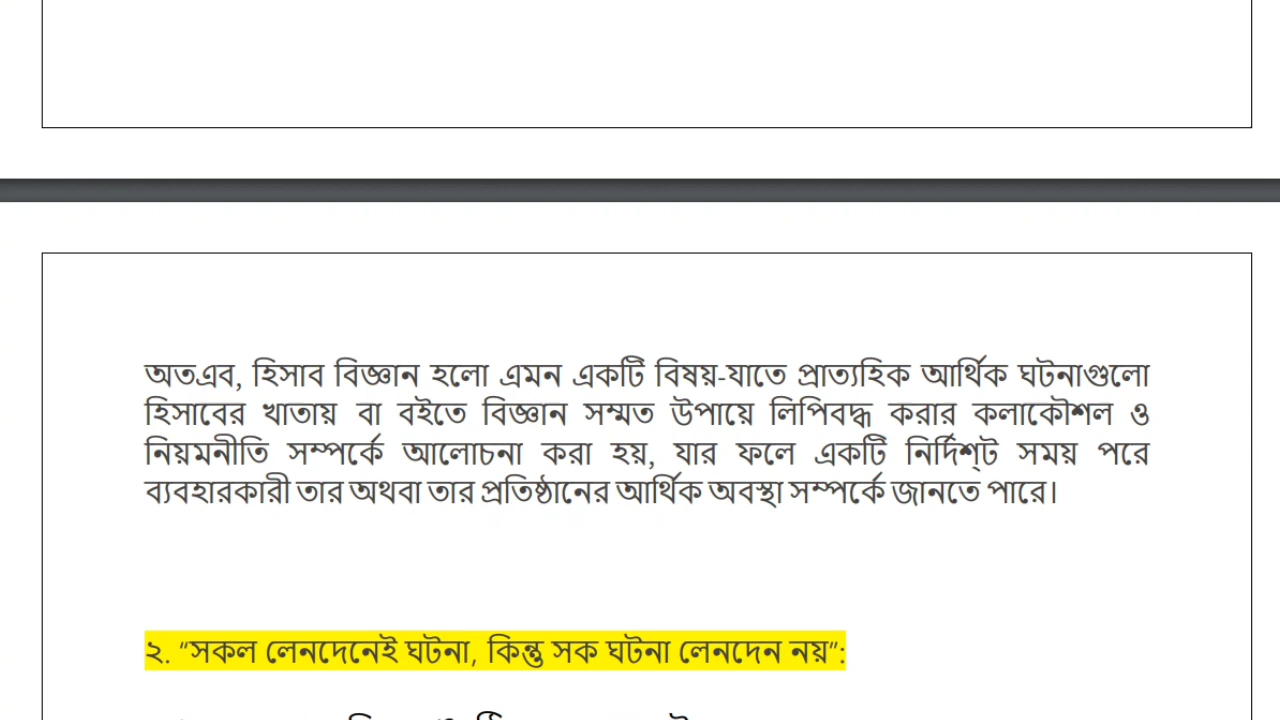 অতএব, হিসাব বিজ্ঞান হলো এমন একটি বিষয়-যাতে প্রাত্যহিক আর্থিক ঘটনাগুলো
হিসাবের খাতায় বা বইতে বিজ্ঞান সম্মত উপায়ে লিপিবদ্ধ করার কলাকৌশল ও
নিয়মনীতি সম্পর্কে আলোচনা করা হয়, যার ফলে একটি নির্দিশ্ট সময় পরে
ব্যবহারকারী তার অথবা তার প্রতিষ্ঠানের আর্থিক অবস্থা সম্পর্কে জানতে পারে।
২. “সকল লেনদেনেই ঘটনা, কিন্তু সক ঘটনা লেনদেন নয়”: